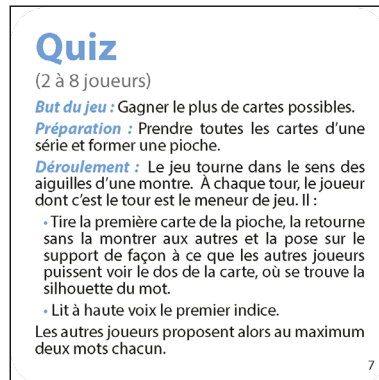 Quiz
(2 à 8 joueurs)
But du jeu : Gagner le plus de cartes possibles.
Préparation : Prendre toutes les cartes d'une
série et former une pioche.
Déroulement : Le jeu tourne dans le sens des
aiguilles d'une montre. À chaque tour, le joueur
dont c'est le tour est le meneur de jeu. Il :
• Tire la première carte de la pioche, la retourne
sans la montrer aux autres et la pose sur le
support de façon à ce que les autres joueurs
puissent voir le dos de la carte, où se trouve la
silhouette du mot.
• Lit à haute voix le premier indice.
Les autres joueurs proposent alors au maximum
deux mots chacun.
7